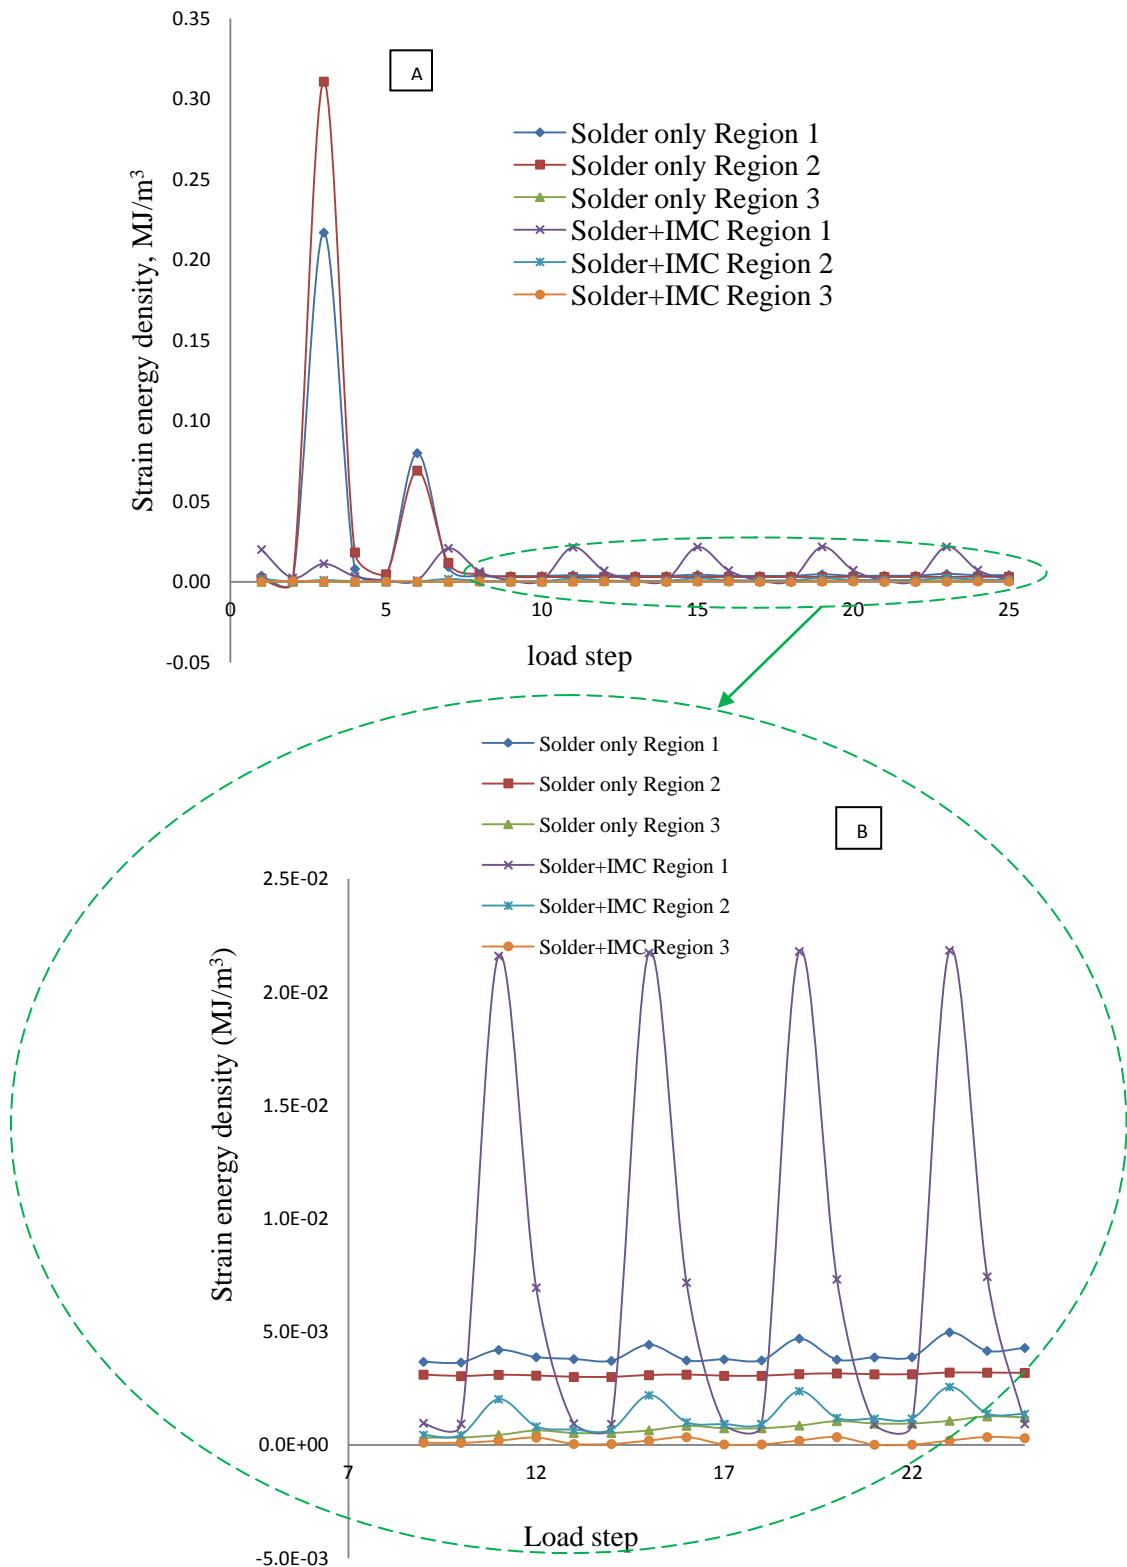 0.35
A
0.30
Solder only Region 1
Solder only Region 2
0.25
Solder only Region 3
Solder+IMC Region 1
0.20
Solder+IMC Region 2
Solder+IMC Region 3
0.15
0.10
0.05
0.00
-0.05
Strain energy density, MJ/m³
0 5 10 15 20 25
load step
Solder only Region 1
Solder only Region 2
Solder only Region 3
B
Solder+IMC Region 1
Solder+IMC Region 2
Solder+IMC Region 3
2.5E-02
2.0E-02
1.5E-02
1.0E-02
5.0E-03
0.0E+00
-5.0E-03
Strain energy density (MJ/m³)
7 12 17 22
Load step